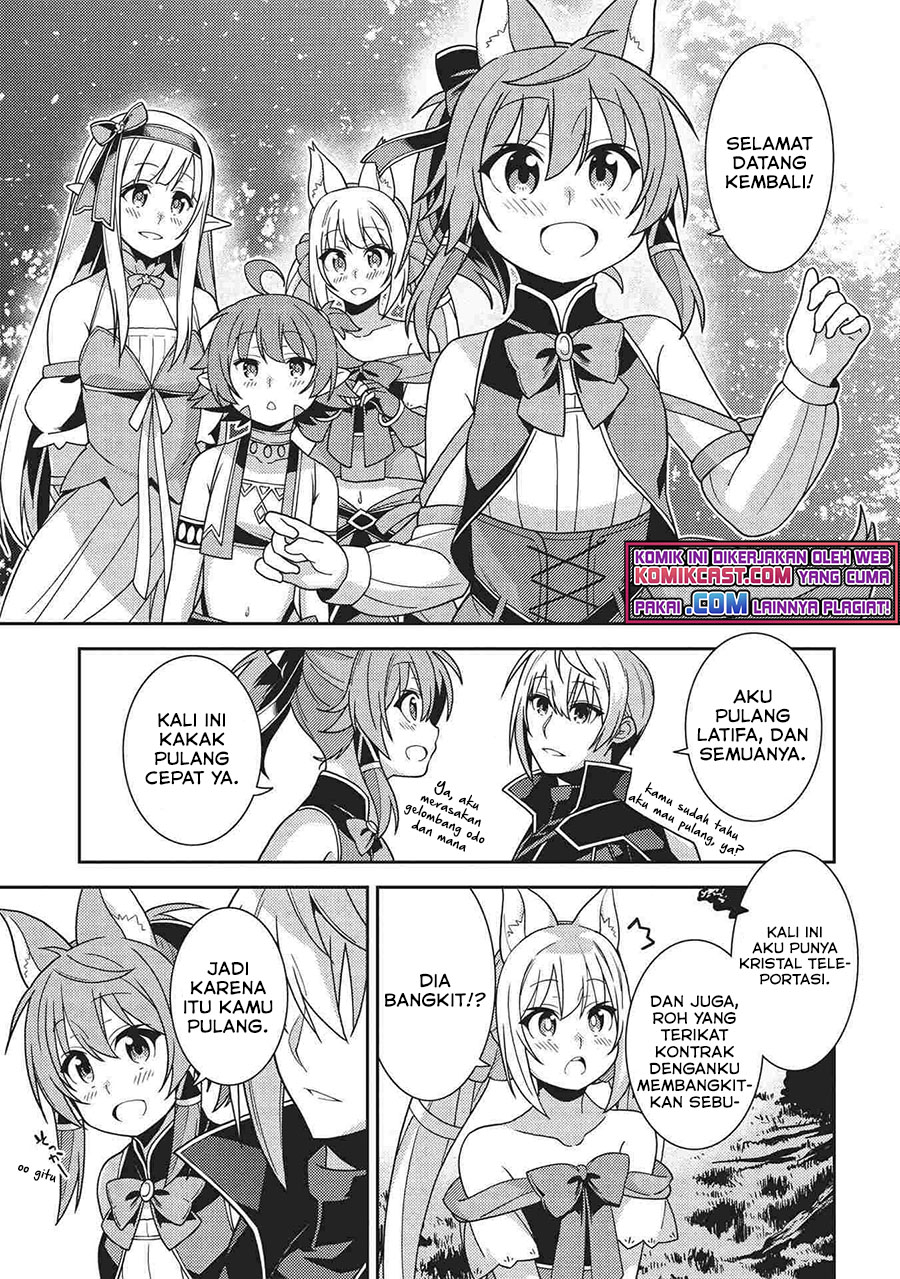 SELAMAT
DATANG
KEMBALI!
KOMIK INI DIKERJAKAN OLEH WEB
KOMIKCAST.COM YANG CUMA
PAKAI .COM LAINNYA PLAGIAT!
AKU
PULANG
LATIFA, DAN
SEMUANYA.
kamu sudah tahu
aku mau pulang, ya?
Ya, aku
merasakan
gelombang odo
dan mana
KALI INI
KAKAK
PULANG
CEPAT YA.
KALI INI
AKU PUNYA
KRISTAL TELE-
PORTASI.
DAN JUGA,
ROH YANG
TERIKAT
KONTRAK
DENGANKU
MEMBANGKIT-
KAN SEBU-
DIA
BANGKIT!?
JADI
KARENA
ITU KAMU
PULANG.
oo gitu